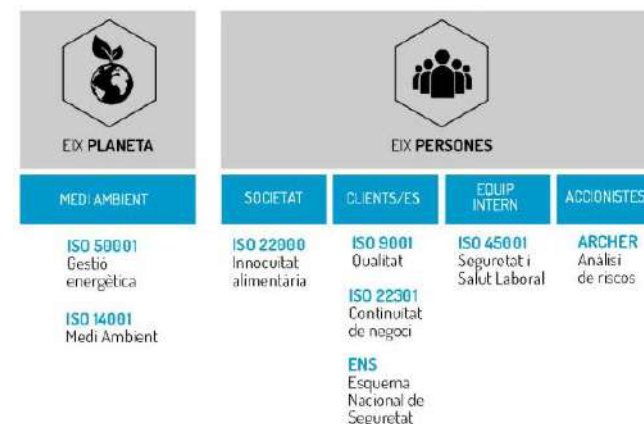 EIX PLANETA
EIX PERSONES
MEDI AMBIENT
SOCIETAT
CLIENTS/ES
EQUIP
INTERN
ACCIONISTES
ISO 50001
Gestió
energètica
ISO 14001
Medi Ambient
ISO 22000
Innocuïtat
alimentària
ISO 9001
Qualitat
ISO 22301
Continuïtat
de negoci
ENS
Esquema
Nacional de
Seguretat
ISO 45001
Seguretat i
Salut Laboral
ARCHER
Anàlisi
de riscos